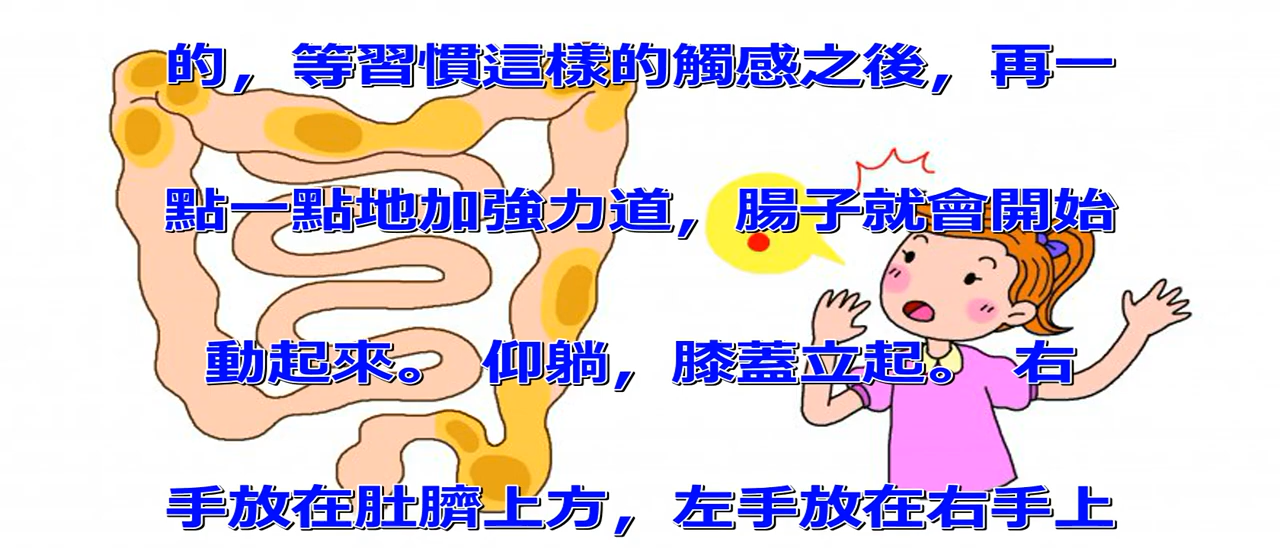 的，等習慣這樣的觸感之後，再一
點一點地加強力道，腸子就會開始
動起來。 仰躺，膝蓋立起。 右
手放在肚臍上方，左手放在右手上